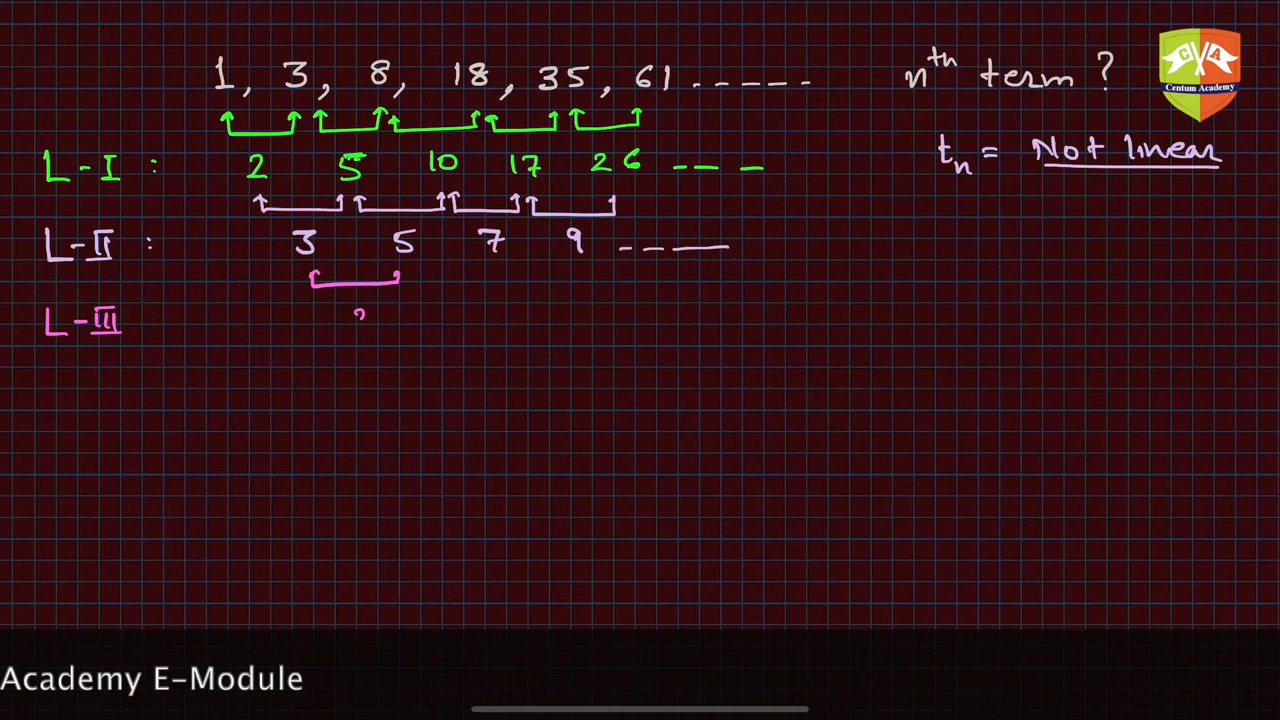 1, 3, 8, 18, 35, 61 ------ nth term ?
L-I : 2 5 10 17 26 -----
tn = Not linear
L-II : 3 5 7 9 -----
L-III
CA
Centum Academy
Academy E-Module